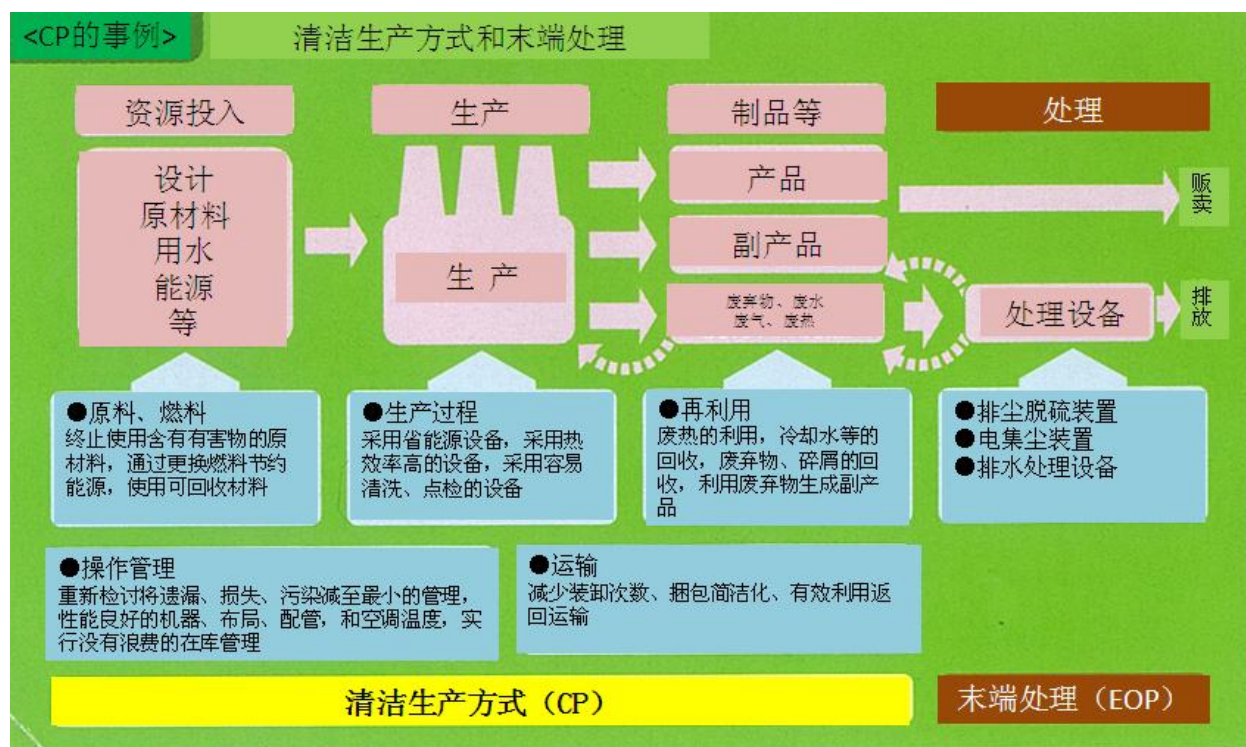 <CP的事例>
清洁生产方式和末端处理
资源投入
生产
制品等
处理
设计
原材料
用水
能源
等
生 产
产品
副产品
废弃物、废水
废气、废热
处理设备
贩卖
排放
●原料、燃料
终止使用含有有害物的原
材料，通过更换燃料节约
能源，使用可回收材料
●生产过程
采用省能源设备，采用热
效率高的设备，采用容易
清洗、点检的设备
●再利用
废热的利用，冷却水等的
回收，废弃物、碎屑的回
收，利用废弃物生成副产
品
●排尘脱硫装置
●电集尘装置
●排水处理设备
●操作管理
重新检讨将遗漏、损失、污染减至最小的管理，
性能良好的机器、布局、配管，和空调温度，实
行没有浪费的在库管理
●运输
减少装卸次数、捆包简洁化、有效利用返
回运输
清洁生产方式（CP）
末端处理（EOP）